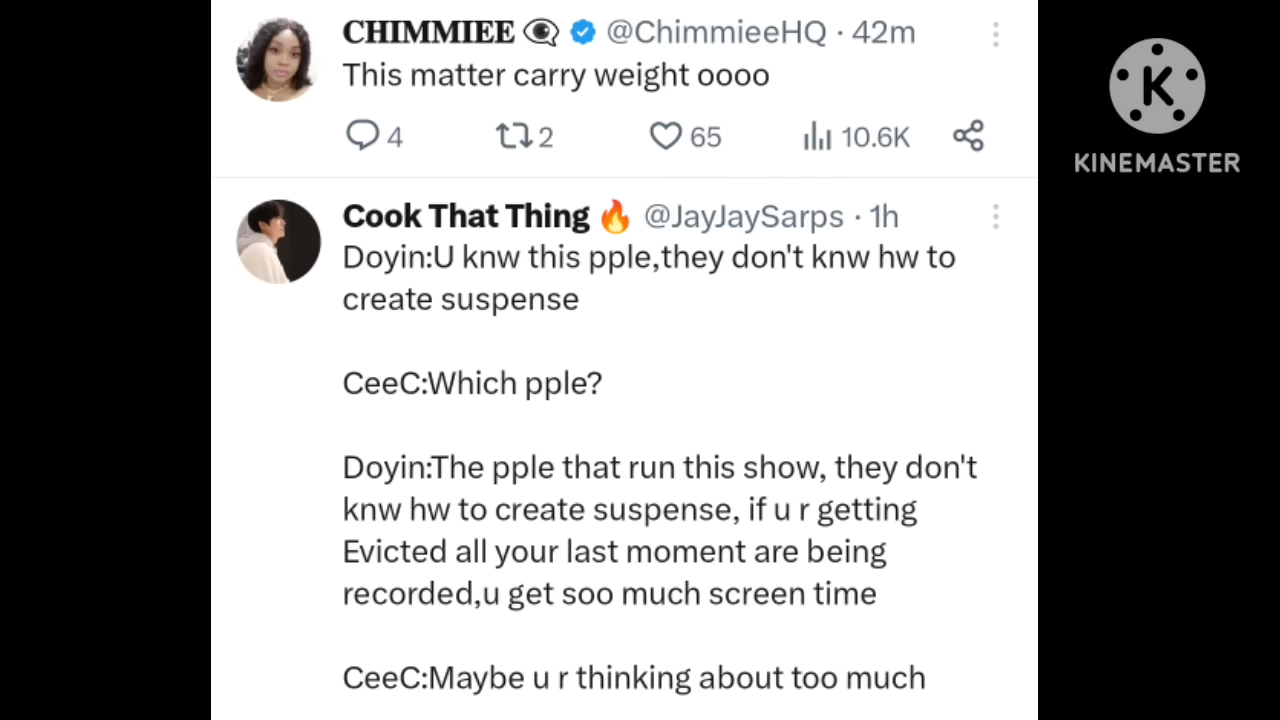 CHIMMIEE 👁️‍🗨️ @ChimmieeHQ · 42m
This matter carry weight oooo
4 2 65 10.6K
Cook That Thing 🔥 @JayJaySarps · 1h
Doyin:U knw this pple,they don't knw hw to
create suspense
CeeC:Which pple?
Doyin:The pple that run this show, they don't
knw hw to create suspense, if u r getting
Evicted all your last moment are being
recorded,u get soo much screen time
CeeC:Maybe u r thinking about too much
K
KINEMASTER